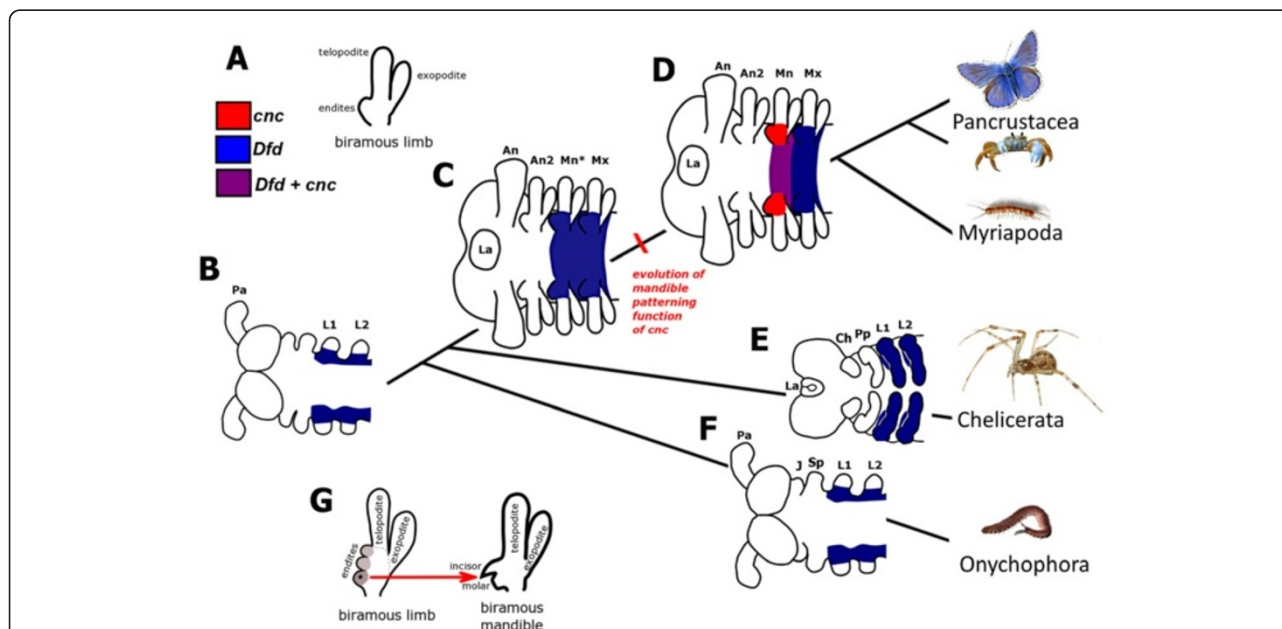 A
telopodite
exopodite
endites
biramous limb
cnc
Dfd
Dfd + cnc
B
Pa
L1
L2
C
An
An2
Mn*
Mx
La
evolution of
mandible
patterning
function
of cnc
D
An
An2
Mn
Mx
La
Pancrustacea
Myriapoda
E
Ch
Pp
L1
L2
La
Chelicerata
F
Pa
J
Sp
L1
L2
Onychophora
G
endites
telopodite
exopodite
biramous limb
incisor
molar
telopodite
exopodite
biramous
mandible